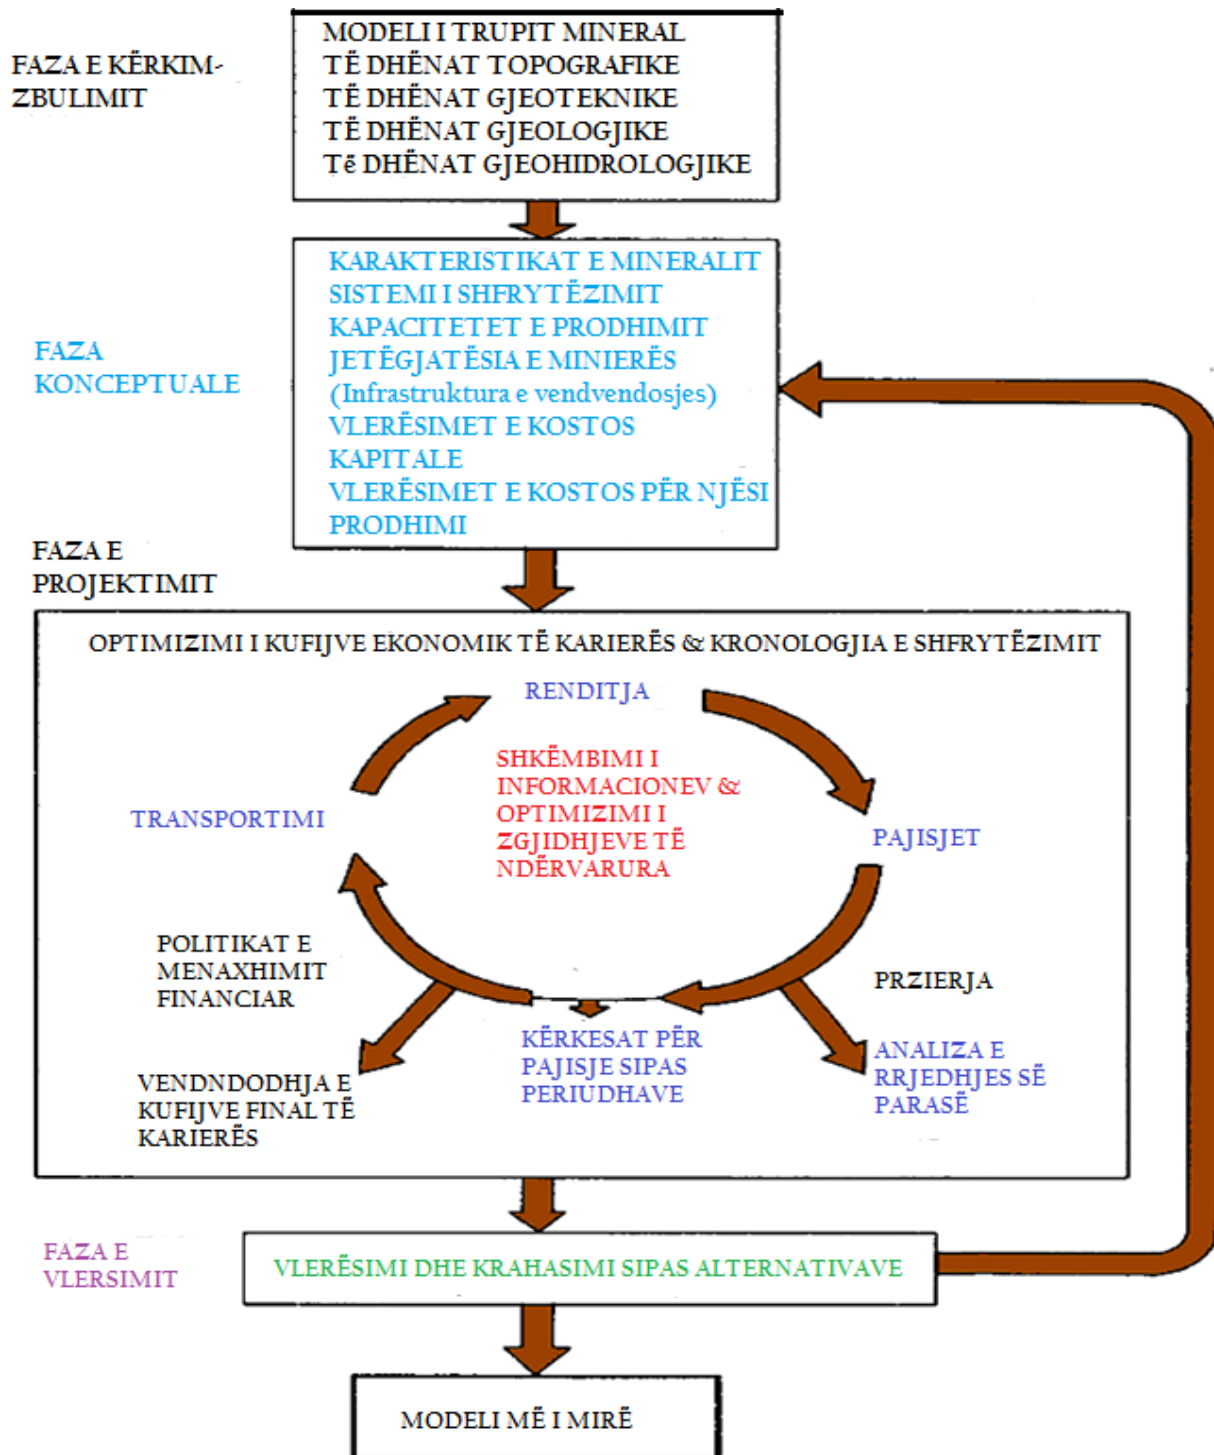 FAZA E KËRKIM-
ZBULIMIT
MODELI I TRUPIT MINERAL
TË DHËNAT TOPOGRAFIKE
TË DHËNAT GJEOTEKNIKE
TË DHËNAT GJEOLOGJIKE
Të DHËNAT GJEOHIDROLOGJIKE
FAZA
KONCEPTUALE
KARAKTERISTIKAT E MINERALIT
SISTEMI I SHFRYTËZIMIT
KAPACITETET E PRODHIMIT
JETËGJATËSIA E MINIERËS
(Infrastruktura e vendvendosjes)
VLERËSIMET E KOSTOS
KAPITALE
VLERËSIMET E KOSTOS PËR NJËSI
PRODHIMI
FAZA E
PROJEKTIMIT
OPTIMIZIMI I KUFIJVE EKONOMIK TË KARIERËS & KRONOLOGJIA E SHFRYTËZIMIT
RENDITJA
SHKËMBIMI I
INFORMACIONEV &
OPTIMIZIMI I
ZGJIDHJEVE TË
NDËRVARURA
TRANSPORTIMI
PAJISJET
POLITIKAT E
MENAXHIMIT
FINANCIAR
PRZIERJA
KËRKESAT PËR
PAJISJE SIPAS
PERIUDHAVE
ANALIZA E
RRJEDHJES SË
PARASË
VENDNDODHJA E
KUFIJVE FINAL TË
KARIERËS
FAZA E
VLERSIMIT
VLERËSIMI DHE KRAHASIMI SIPAS ALTERNATIVAVE
MODELI MË I MIRË